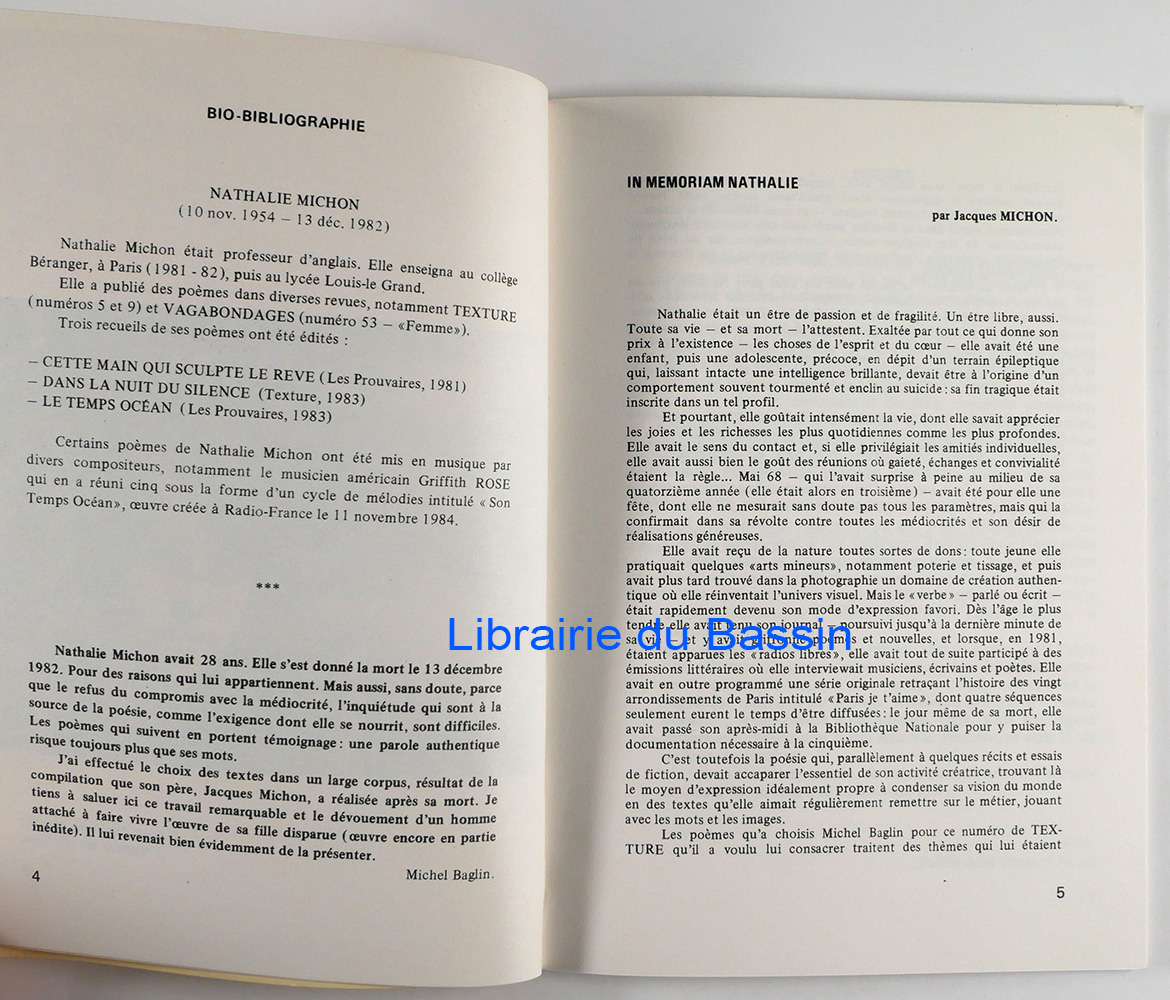 BIO-BIBLIOGRAPHIE
NATHALIE MICHON
(10 nov. 1954 – 13 déc. 1982)
Nathalie Michon était professeur d'anglais. Elle enseigna au collège
Béranger, à Paris (1981 - 82), puis au lycée Louis-le Grand.
Elle a publié des poèmes dans diverses revues, notamment TEXTURE
(numéros 5 et 9) et VAGABONDAGES (numéro 53 – «Femme»).
Trois recueils de ses poèmes ont été édités :
– CETTE MAIN QUI SCULPTE LE REVE (Les Prouvaires, 1981)
– DANS LA NUIT DU SILENCE (Texture, 1983)
– LE TEMPS OCÉAN (Les Prouvaires, 1983)
Certains poèmes de Nathalie Michon ont été mis en musique par
divers compositeurs, notamment le musicien américain Griffith ROSE
qui en a réuni cinq sous la forme d'un cycle de mélodies intitulé «Son
Temps Océan», œuvre créée à Radio-France le 11 novembre 1984.
***
Nathalie Michon avait 28 ans. Elle s'est donné la mort le 13 décembre
1982. Pour des raisons qui lui appartiennent. Mais aussi, sans doute, parce
que le refus du compromis avec la médiocrité, l'inquiétude qui sont à la
source de la poésie, comme l'exigence dont elle se nourrit, sont difficiles.
Les poèmes qui suivent en portent témoignage : une parole authentique
risque toujours plus que ses mots.
J'ai effectué le choix des textes dans un large corpus, résultat de la
compilation que son père, Jacques Michon, a réalisée après sa mort. Je
tiens à saluer ici ce travail remarquable et le dévouement d'un homme
attaché à faire vivre l'œuvre de sa fille disparue (œuvre encore en partie
inédite). Il lui revenait bien évidemment de la présenter.
Michel Baglin.
4
IN MEMORIAM NATHALIE
par Jacques MICHON.
Nathalie était un être de passion et de fragilité. Un être libre, aussi.
Toute sa vie – et sa mort – l'attestent. Exaltée par tout ce qui donne son
prix à l'existence – les choses de l'esprit et du cœur – elle avait été une
enfant, puis une adolescente, précoce, en dépit d'un terrain épileptique
qui, laissant intacte une intelligence brillante, devait être à l'origine d'un
comportement souvent tourmenté et enclin au suicide : sa fin tragique était
inscrite dans un tel profil.
Et pourtant, elle goûtait intensément la vie, dont elle savait apprécier
les joies et les richesses les plus quotidiennes comme les plus profondes.
Elle avait le sens du contact et, si elle privilégiait les amitiés individuelles,
elle avait aussi bien le goût des réunions où gaieté, échanges et convivialité
étaient la règle... Mai 68 – qui l'avait surprise à peine au milieu de sa
quatorzième année (elle était alors en troisième) – avait été pour elle une
fête, dont elle ne mesurait sans doute pas tous les paramètres, mais qui la
confirmait dans sa révolte contre toutes les médiocrités et son désir de
réalisations généreuses.
Elle avait reçu de la nature toutes sortes de dons : toute jeune elle
pratiquait quelques «arts mineurs», notamment poterie et tissage, et puis
avait plus tard trouvé dans la photographie un domaine de création authen-
tique où elle réinventait l'univers visuel. Mais le «verbe» – parlé ou écrit –
était rapidement devenu son mode d'expression favori. Dès l'âge le plus
tendre elle avait tenu son journal – poursuivi jusqu'à la dernière minute de
sa vie – et y avait griffonné poèmes et nouvelles, et lorsque, en 1981,
étaient apparues les «radios libres», elle avait tout de suite participé à des
émissions littéraires où elle interviewait musiciens, écrivains et poètes. Elle
avait en outre programmé une série originale retraçant l'histoire des vingt
arrondissements de Paris intitulé «Paris je t'aime», dont quatre séquences
seulement eurent le temps d'être diffusées : le jour même de sa mort, elle
avait passé son après-midi à la Bibliothèque Nationale pour y puiser la
documentation nécessaire à la cinquième.
C'est toutefois la poésie qui, parallèlement à quelques récits et essais
de fiction, devait accaparer l'essentiel de son activité créatrice, trouvant là
le moyen d'expression idéalement propre à condenser sa vision du monde
en des textes qu'elle aimait régulièrement remettre sur le métier, jouant
avec les mots et les images.
Les poèmes qu'a choisis Michel Baglin pour ce numéro de TEX-
TURE qu'il a voulu lui consacrer traitent des thèmes qui lui étaient
5
Librairie du Bassin